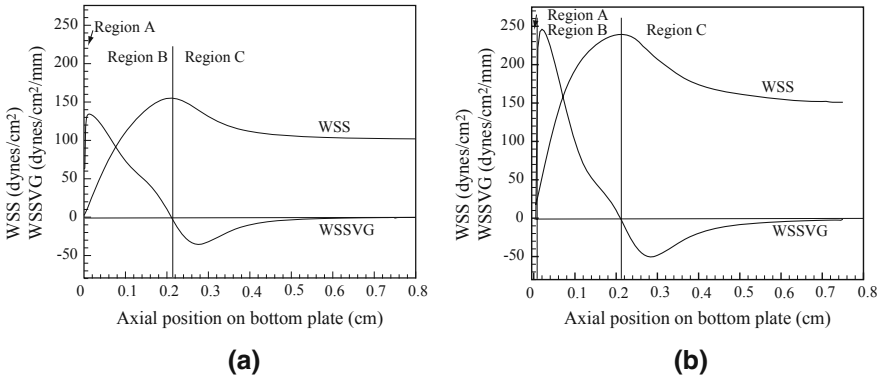 250
200
150
100
50
0
-50
WSS (dynes/cm2)
WSSVG (dynes/cm2/mm)
Region A
Region B
Region C
WSS
WSSVG
0 0.1 0.2 0.3 0.4 0.5 0.6 0.7 0.8
Axial position on bottom plate (cm)
(a)
250
200
150
100
50
0
-50
WSS (dynes/cm2)
WSSVG (dynes/cm2/mm)
Region A
Region B
Region C
WSS
WSSVG
0 0.1 0.2 0.3 0.4 0.5 0.6 0.7 0.8
Axial position on bottom plate (cm)
(b)